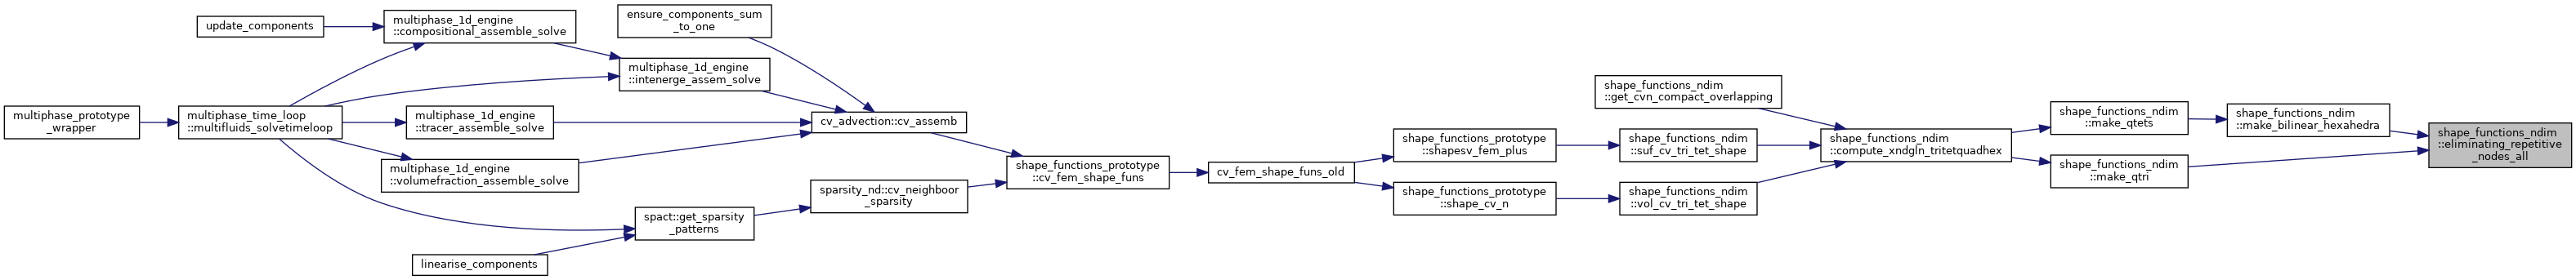 multiphase_prototype
_wrapper
update_components
multiphase_time_loop
::multifluids_solvetimeloop
multiphase_1d_engine
::compositional_assemble_solve
multiphase_1d_engine
::tracer_assemble_solve
multiphase_1d_engine
::volumefraction_assemble_solve
linearise_components
ensure_components_sum
_to_one
multiphase_1d_engine
::intenerge_assem_solve
spact::get_sparsity
_patterns
cv_advection::cv_assemb
sparsity_nd::cv_neighboor
_sparsity
shape_functions_prototype
::cv_fem_shape_funs
cv_fem_shape_funs_old
shape_functions_prototype
::shapesv_fem_plus
shape_functions_prototype
::shape_cv_n
shape_functions_ndim
::get_cvn_compact_overlapping
shape_functions_ndim
::suf_cv_tri_tet_shape
shape_functions_ndim
::vol_cv_tri_tet_shape
shape_functions_ndim
::compute_xndgln_tritetquadhex
shape_functions_ndim
::make_qtets
shape_functions_ndim
::make_qtri
shape_functions_ndim
::make_bilinear_hexahedra
shape_functions_ndim
::eliminating_repetitive
_nodes_all